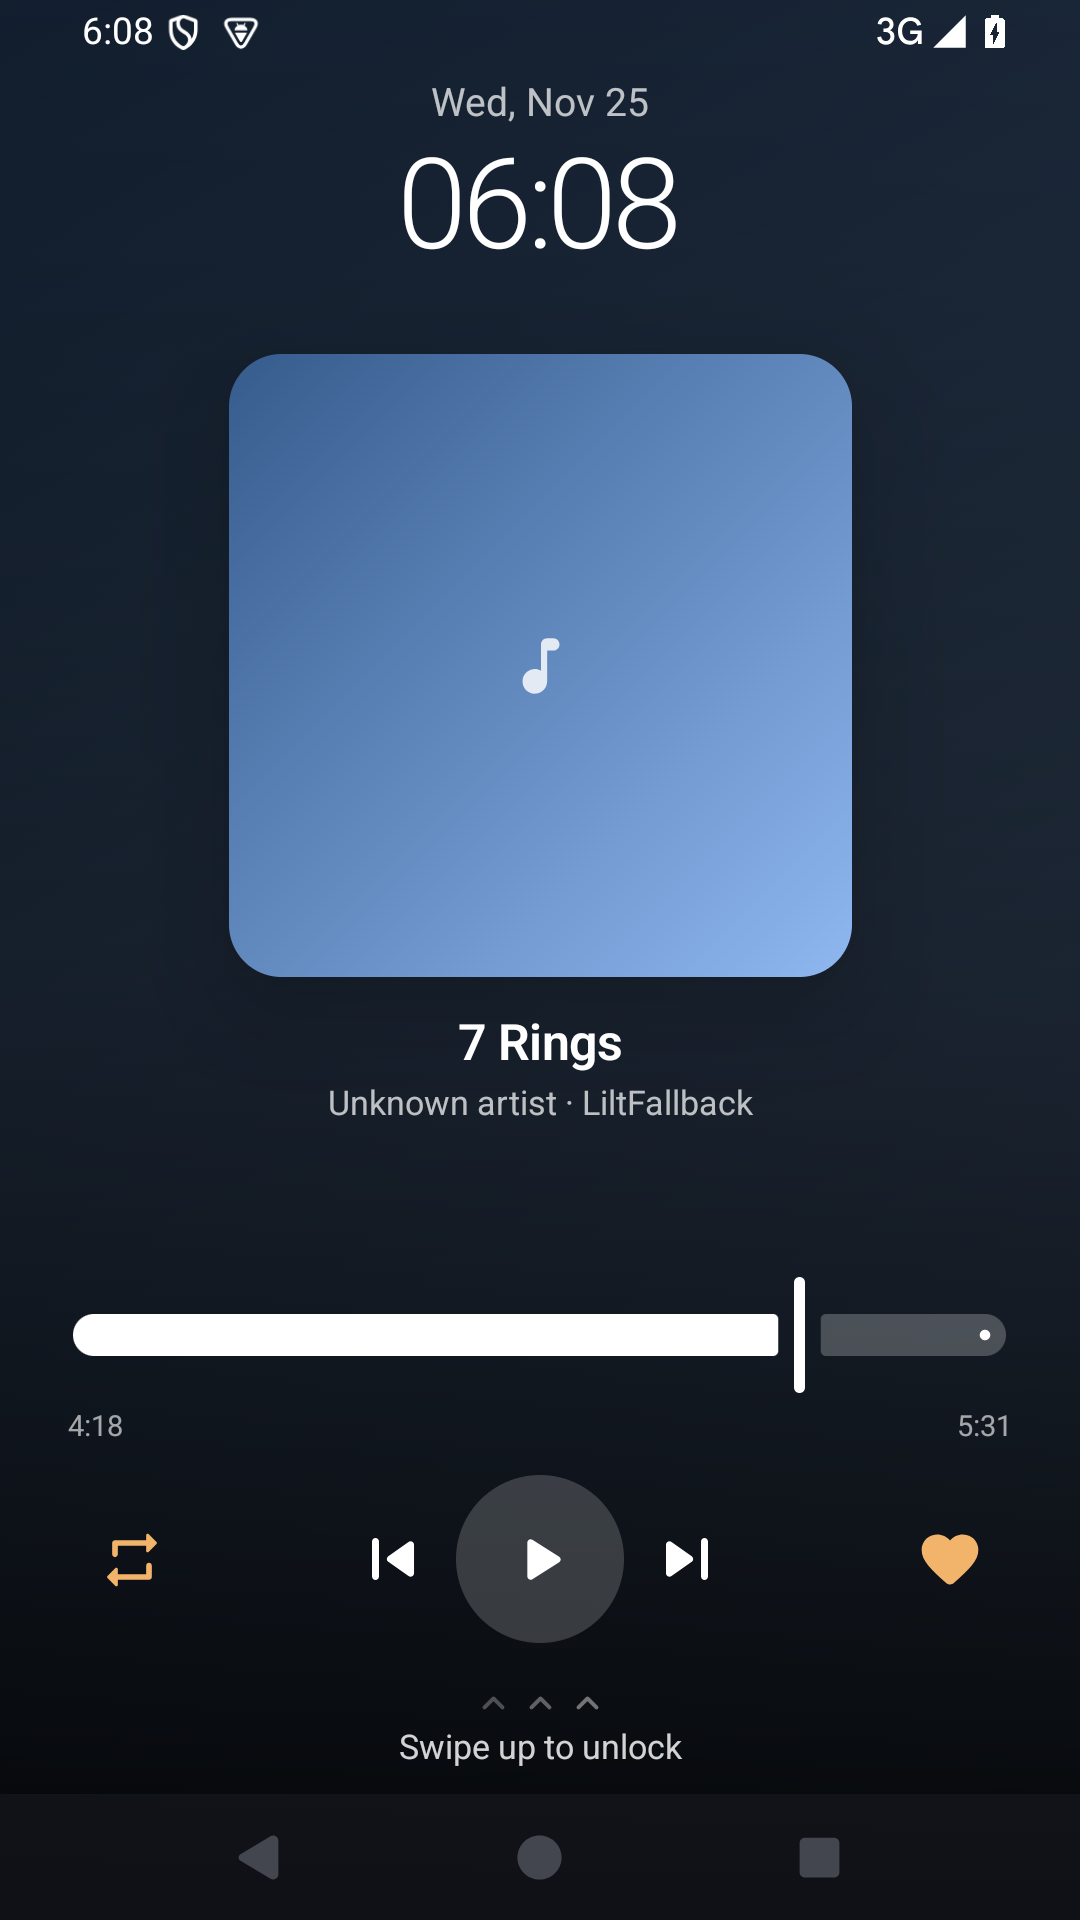 6:08
3G
Wed, Nov 25
06:08
7 Rings
Unknown artist · LiltFallback
4:18
5:31
Swipe up to unlock